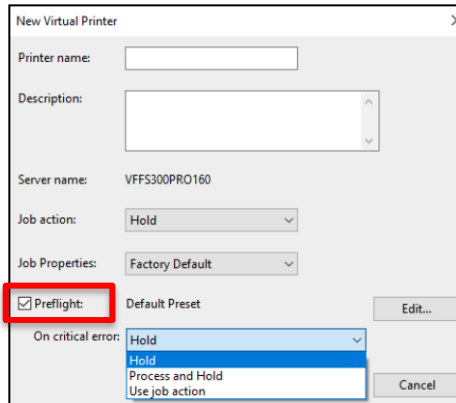 New Virtual Printer
Printer name:
Description:
Server name: VFFS300PRO160
Job action: Hold
Job Properties: Factory Default
Preflight: Default Preset Edit...
On critical error: Hold
Hold
Process and Hold
Use job action
Cancel